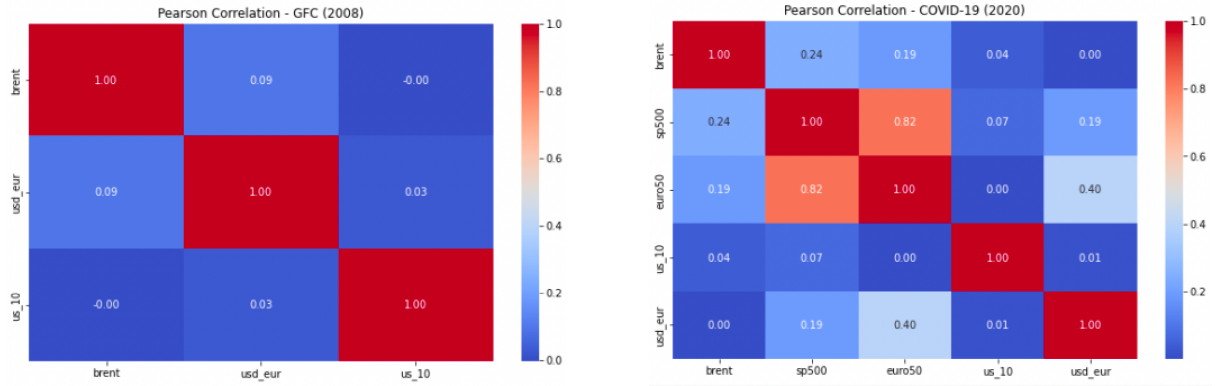 Pearson Correlation - GFC (2008)
brent 1.00 0.09 -0.00
usd_eur 0.09 1.00 0.03
us_10 -0.00 0.03 1.00
brent usd_eur us_10
1.0
0.8
0.6
0.4
0.2
0.0
Pearson Correlation - COVID-19 (2020)
brent 1.00 0.24 0.19 0.04 0.00
sp500 0.24 1.00 0.82 0.07 0.19
euro50 0.19 0.82 1.00 0.00 0.40
us_10 0.04 0.07 0.00 1.00 0.01
usd_eur 0.00 0.19 0.40 0.01 1.00
brent sp500 euro50 us_10 usd_eur
1.0
0.8
0.6
0.4
0.2